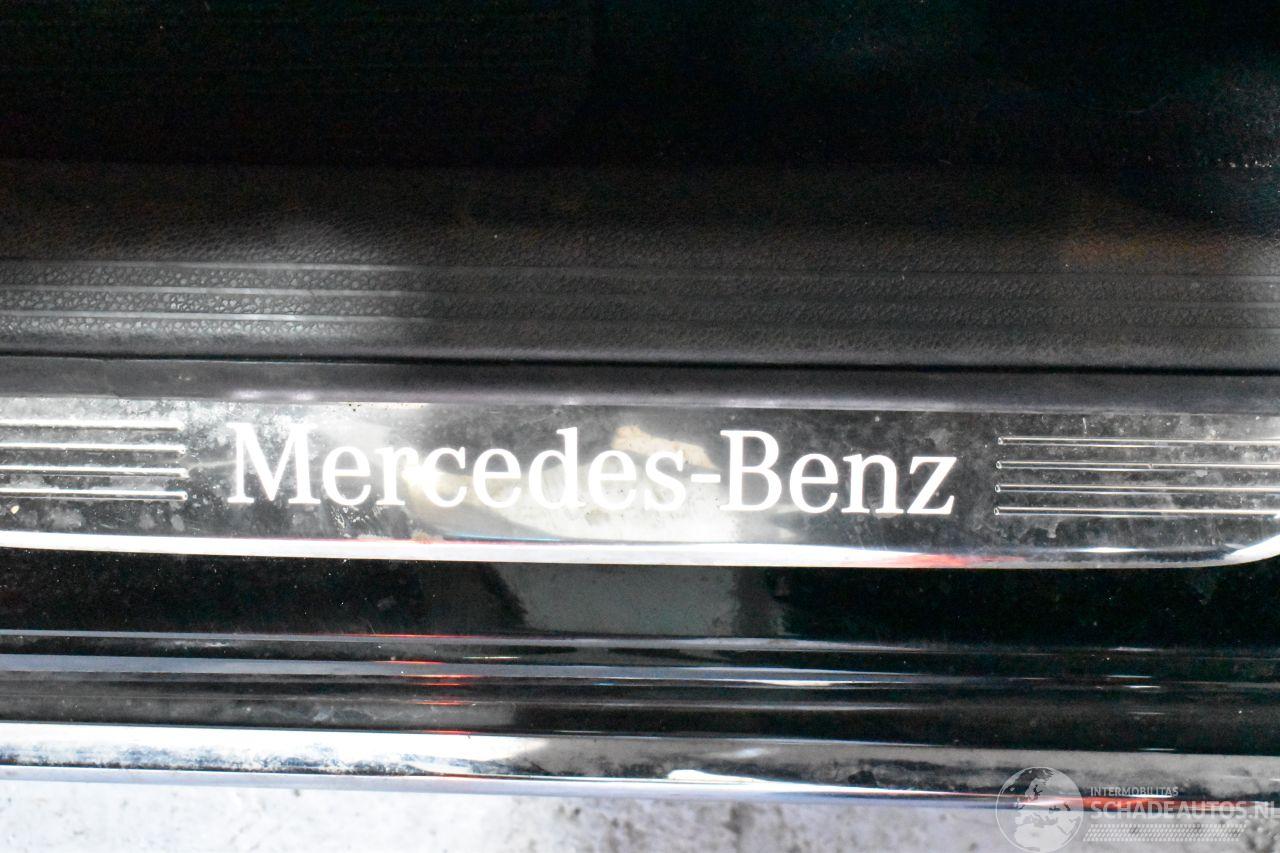 Mercedes-Benz
INTERMOBILITAS
SCHADEAUTOS.NL